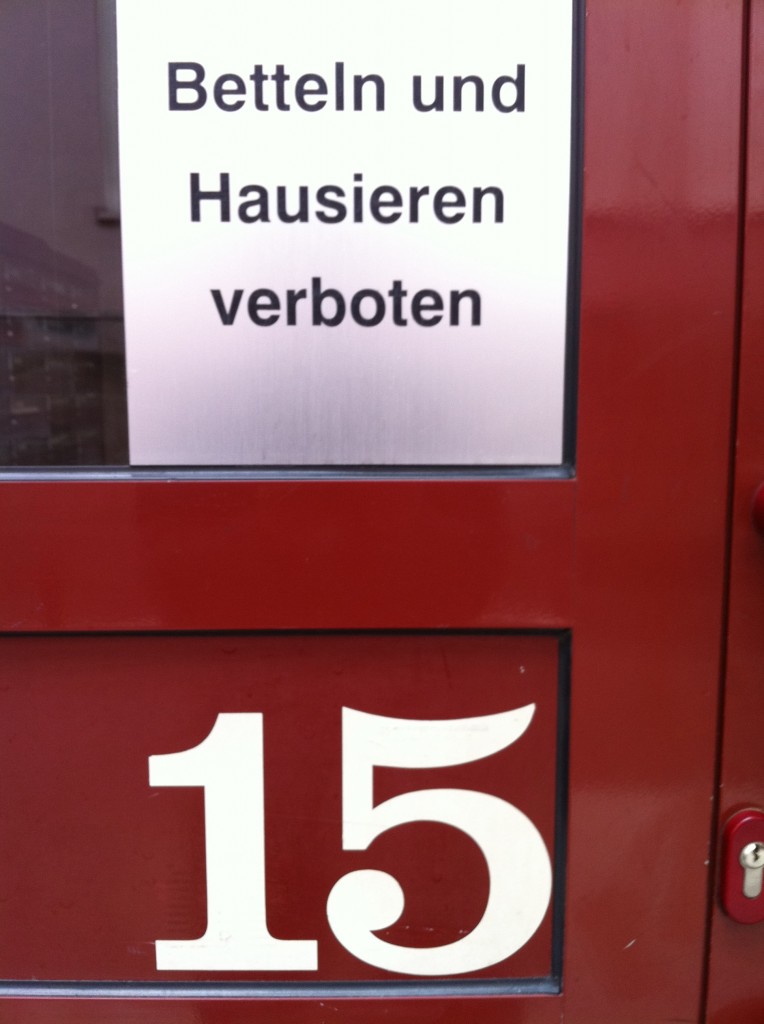 Betteln und
Hausieren
verboten
15